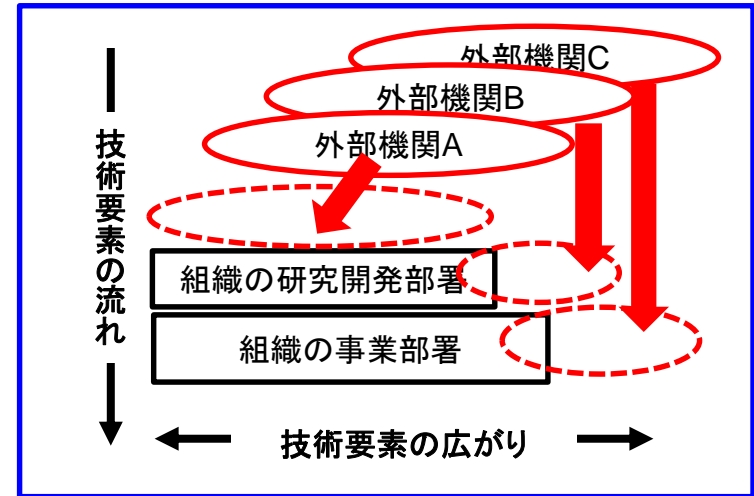 外部機関C
外部機関B
外部機関A
技術要素の流れ
組織の研究開発部署
組織の事業部署
技術要素の広がり